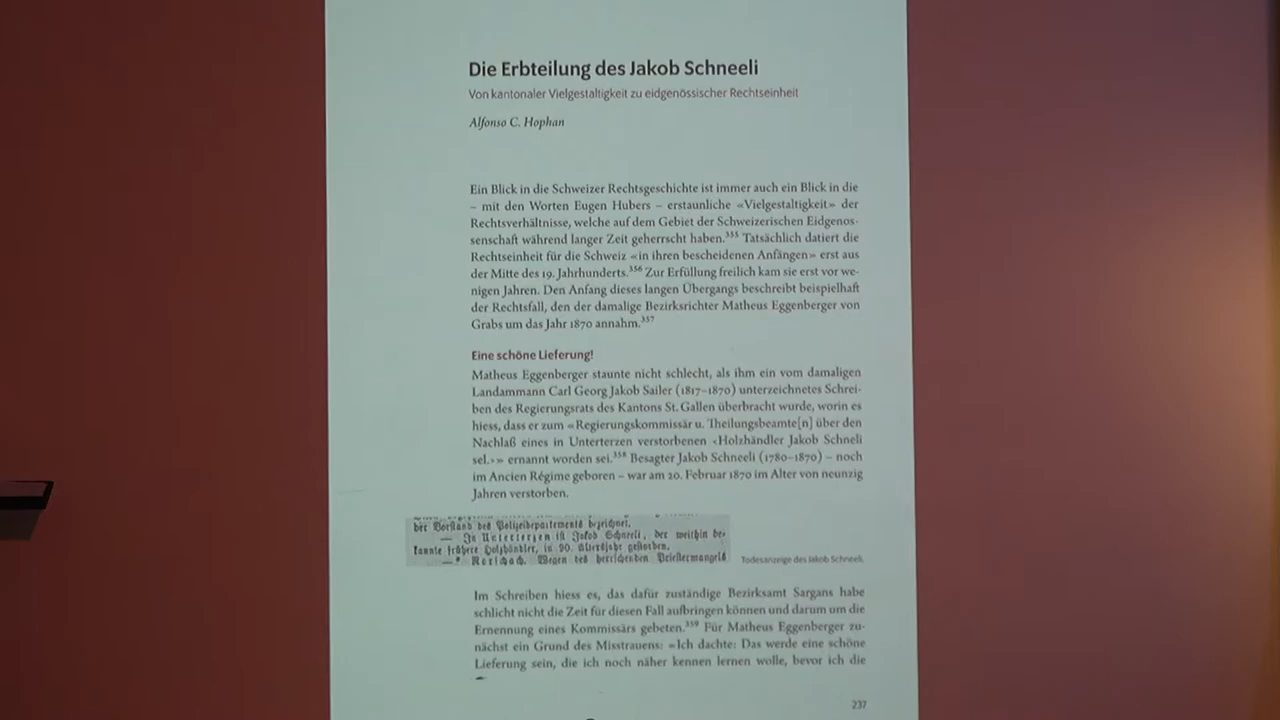 Die Erbteilung des Jakob Schneeli
Von kantonaler Vielgestaltigkeit zu eidgenössischer Rechtseinheit
Alfonso C. Hophan
Ein Blick in die Schweizer Rechtsgeschichte ist immer auch ein Blick in die
– mit den Worten Eugen Hubers – erstaunliche «Vielgestaltigkeit» der
Rechtsverhältnisse, welche auf dem Gebiet der Schweizerischen Eidgenos-
senschaft während langer Zeit geherrscht haben.³⁵⁵ Tatsächlich datiert die
Rechtseinheit für die Schweiz «in ihren bescheidenen Anfängen» erst aus
der Mitte des 19. Jahrhunderts.³⁵⁶ Zur Erfüllung freilich kam sie erst vor we-
nigen Jahren. Den Anfang dieses langen Übergangs beschreibt beispielhaft
der Rechtsfall, den der damalige Bezirksrichter Matheus Eggenberger von
Grabs um das Jahr 1870 annahm.³⁵⁷
Eine schöne Lieferung!
Matheus Eggenberger staunte nicht schlecht, als ihm ein vom damaligen
Landammann Carl Georg Jakob Sailer (1817–1870) unterzeichnetes Schrei-
ben des Regierungsrats des Kantons St. Gallen überbracht wurde, worin es
hiess, dass er zum «Regierungskommissär u. Theilungsbeamte[n] über den
Nachlaß eines in Unterterzen verstorbenen ‹Holzhändler Jakob Schneli
sel.›» ernannt worden sei.³⁵⁸ Besagter Jakob Schneeli (1780–1870) – noch
im Ancien Régime geboren – war am 20. Februar 1870 im Alter von neunzig
Jahren verstorben.
der Vorstand des Polizeidepartements bezeichnet.
— In Unterterzen ist Jakob Schneeli, der weithin be-
kannte frühere Holzhändler, in 90. Altersjahr gestorben.
—* Rorschach. Wegen des herrschenden Priestermangels
Todesanzeige des Jakob Schneeli.
Im Schreiben hiess es, das dafür zuständige Bezirksamt Sargans habe
schlicht nicht die Zeit für diesen Fall aufbringen können und darum um die
Ernennung eines Kommissärs gebeten.³⁵⁹ Für Matheus Eggenberger zu-
nächst ein Grund des Misstrauens: «Ich dachte: Das werde eine schöne
Lieferung sein, die ich noch näher kennen lernen wolle, bevor ich die
237